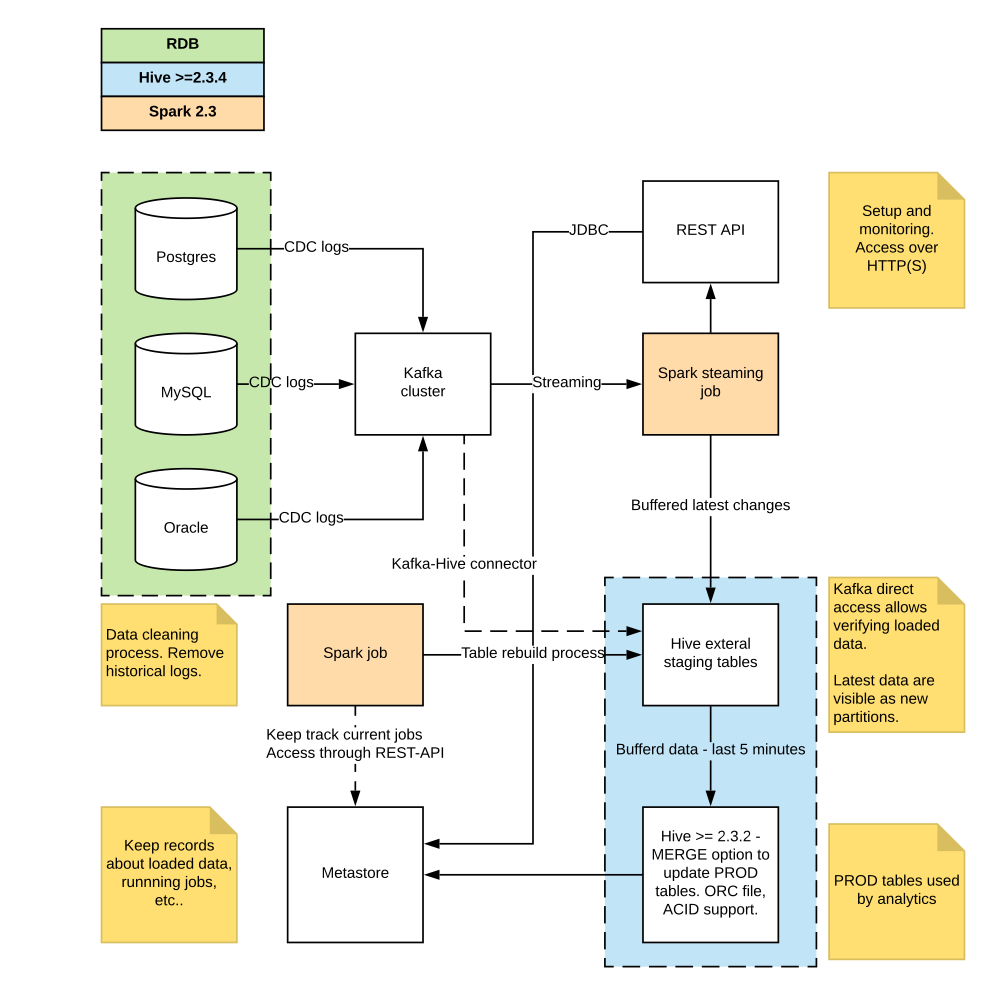 RDB
Hive >=2.3.4
Spark 2.3
Postgres
CDC logs
MySQL
CDC logs
Oracle
CDC logs
Kafka
cluster
JDBC
REST API
Setup and
monitoring.
Access over
HTTP(S)
Streaming
Spark steaming
job
Buffered latest changes
Kafka-Hive connector
Data cleaning
process. Remove
historical logs.
Spark job
Table rebuild process
Hive exteral
staging tables
Kafka direct
access allows
verifying loaded
data.
Latest data are
visible as new
partitions.
Keep track current jobs
Access through REST-API
Bufferd data - last 5 minutes
Keep records
about loaded data,
runnning jobs,
etc..
Metastore
Hive >= 2.3.2 -
MERGE option to
update PROD
tables. ORC file,
ACID support.
PROD tables used
by analytics